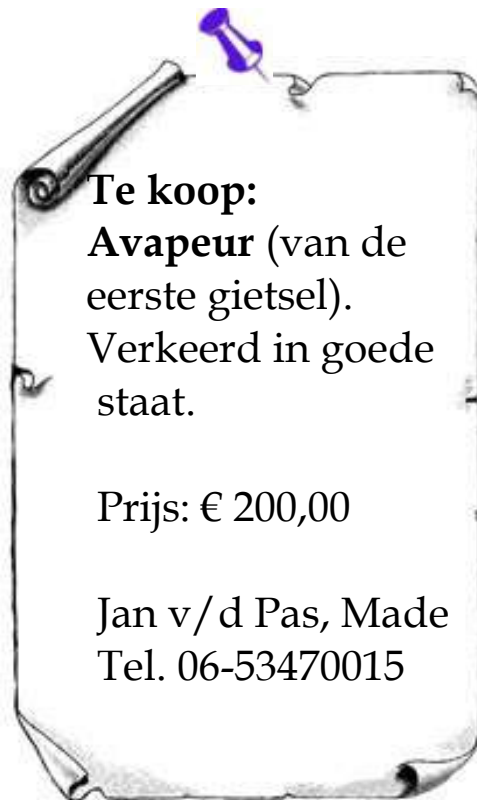 Te koop:
Avapeur (van de
eerste gietsel).
Verkeerd in goede
staat.
Prijs: € 200,00
Jan v/d Pas, Made
Tel. 06-53470015